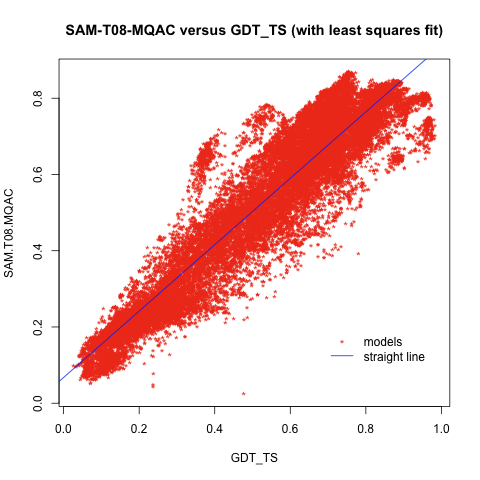 SAM-T08-MQAC versus GDT_TS (with least squares fit)
SAM.T08.MQAC
0.8
0.6
0.4
0.2
0.0
models
straight line
0.0 0.2 0.4 0.6 0.8 1.0
GDT_TS